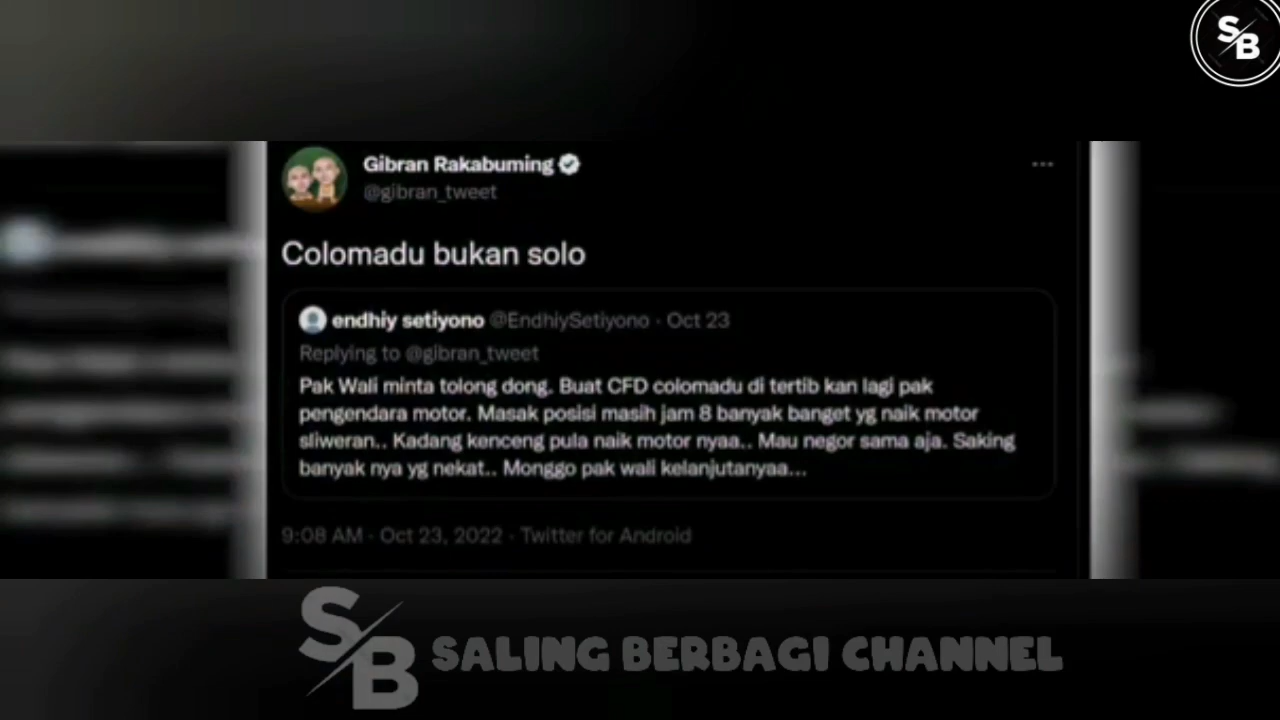 SB
Gibran Rakabuming
@gibran_tweet
Colomadu bukan solo
endhiy setiyono @EndhiySetiyono · Oct 23
Replying to @gibran_tweet
Pak Wali minta tolong dong. Buat CFD colomadu di tertib kan lagi pak
pengendara motor. Masak posisi masih jam 8 banyak banget yg naik motor
sliweran.. Kadang kenceng pula naik motor nyaa.. Mau negor sama aja. Saking
banyak nya yg nekat.. Monggo pak wali kelanjutanyaa...
9:08 AM · Oct 23, 2022 · Twitter for Android
SB SALING BERBAGI CHANNEL